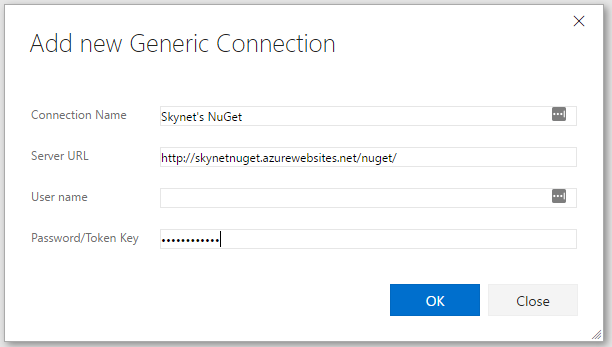 Add new Generic Connection
Connection Name
Skynet's NuGet
Server URL
http://skynetnuget.azurewebsites.net/nuget/
User name
Password/Token Key
••••••••••••
OK
Close